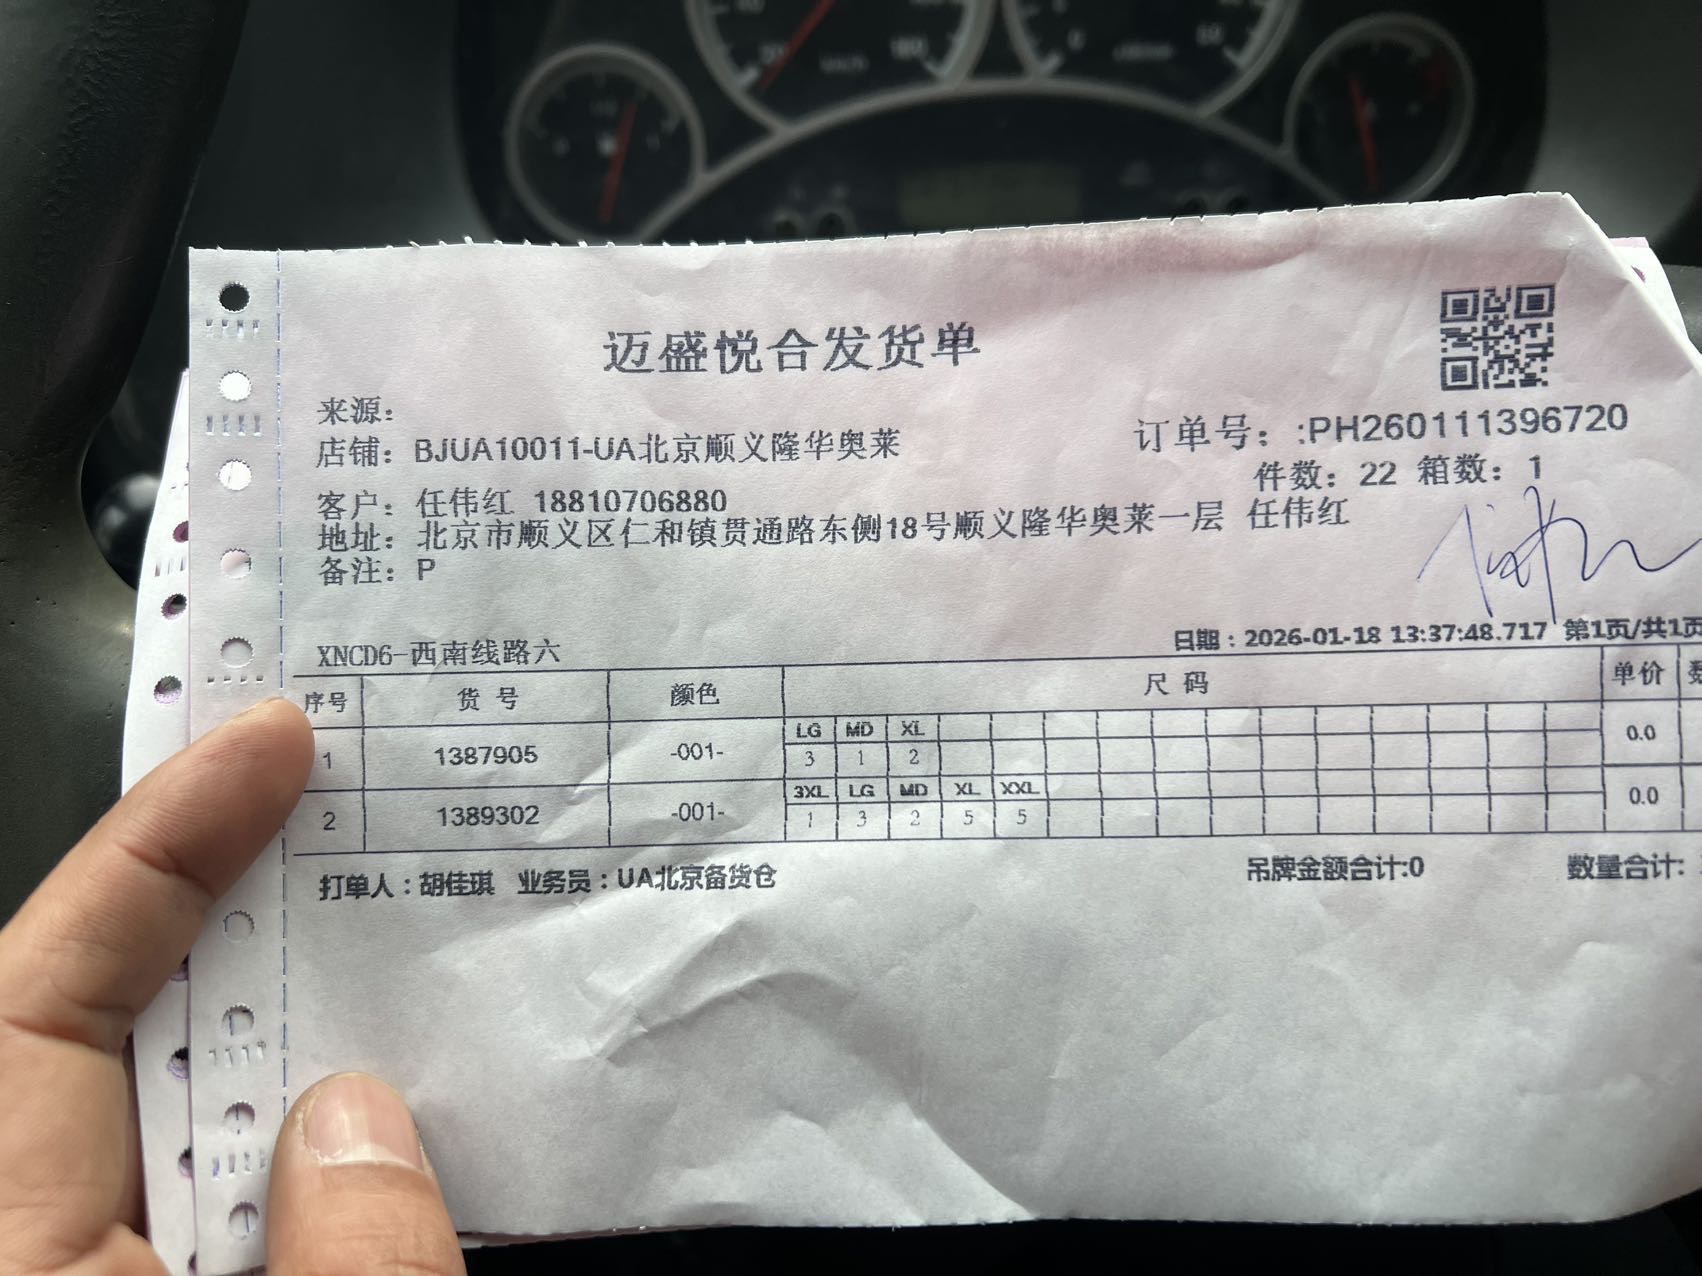 迈盛悦合发货单
来源：
店铺：BJUA10011-UA北京顺义隆华奥莱
订单号：:PH260111396720
件数：22 箱数：1
客户：任伟红 18810706880
地址：北京市顺义区仁和镇贯通路东侧18号顺义隆华奥莱一层 任伟红
备注：P
XNCD6-西南线路六
日期：2026-01-18 13:37:48.717 第1页/共1页
序号 货号 颜色 尺码 单价
LG MD XL
1 1387905 -001- 3 1 2 0.0
3XL LG MD XL XXL
2 1389302 -001- 1 3 2 5 5 0.0
打单人：胡佳琪 业务员：UA北京备货仓 吊牌金额合计:0 数量合计: